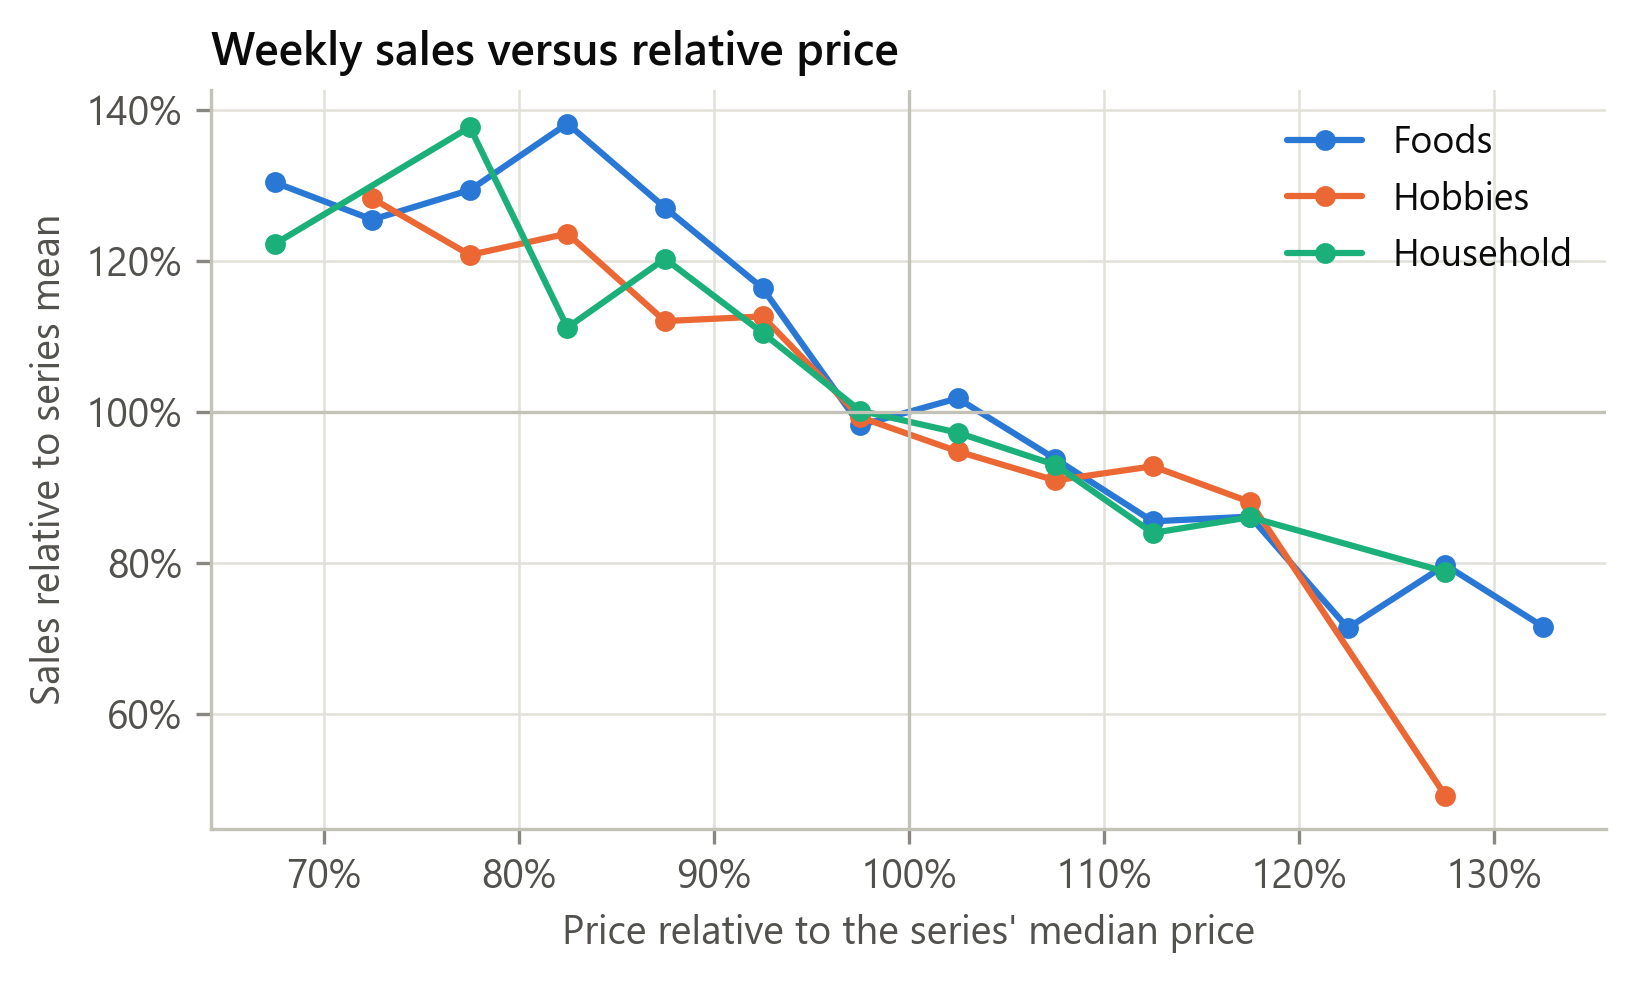 Weekly sales versus relative price
140%
120%
100%
80%
60%
Sales relative to series mean
Foods
Hobbies
Household
70%
80%
90%
100%
110%
120%
130%
Price relative to the series' median price